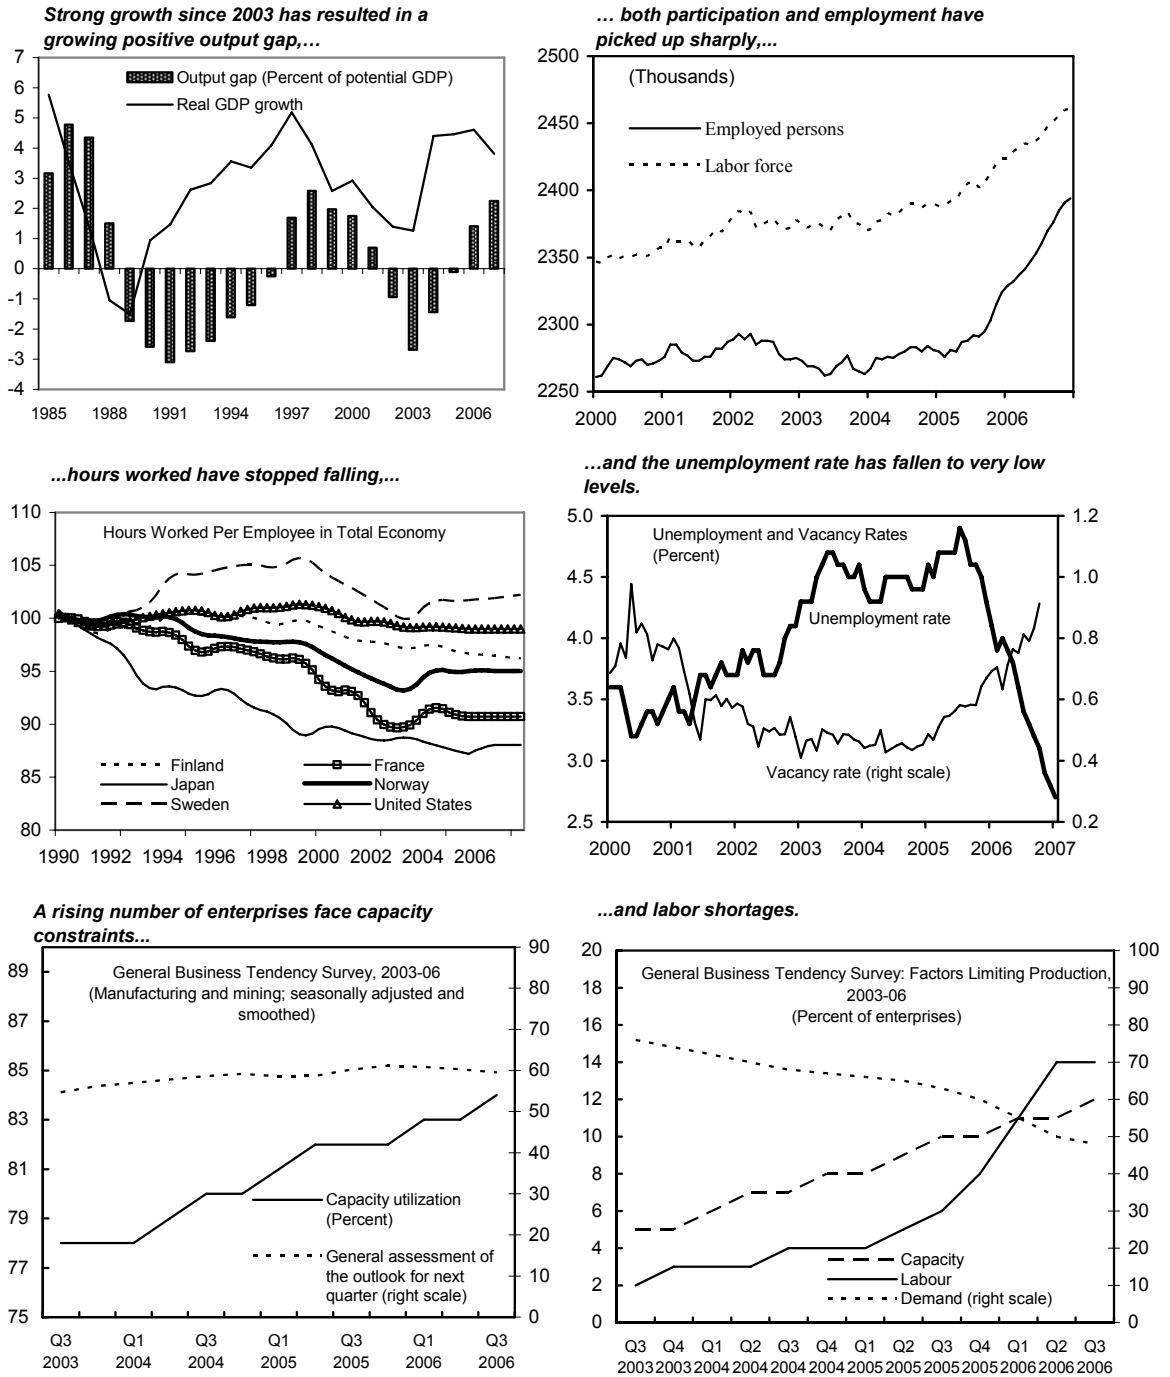 Strong growth since 2003 has resulted in a
growing positive output gap,…
7
6
5
4
3
2
1
0
-1
-2
-3
-4
Output gap (Percent of potential GDP)
Real GDP growth
1985 1988 1991 1994 1997 2000 2003 2006
… both participation and employment have
picked up sharply,...
2500
2450
2400
2350
2300
2250
(Thousands)
Employed persons
Labor force
2000 2001 2002 2003 2004 2005 2006
...hours worked have stopped falling,...
110
105
100
95
90
85
80
Hours Worked Per Employee in Total Economy
Finland France
Japan Norway
Sweden United States
1990 1992 1994 1996 1998 2000 2002 2004 2006
…and the unemployment rate has fallen to very low
levels.
5.0
4.5
4.0
3.5
3.0
2.5
Unemployment and Vacancy Rates
(Percent)
Unemployment rate
Vacancy rate (right scale)
1.2
1.0
0.8
0.6
0.4
0.2
2000 2001 2002 2003 2004 2005 2006 2007
A rising number of enterprises face capacity
constraints...
89
87
85
83
81
79
77
75
General Business Tendency Survey, 2003-06
(Manufacturing and mining; seasonally adjusted and
smoothed)
Capacity utilization
(Percent)
General assessment of
the outlook for next
quarter (right scale)
90
80
70
60
50
40
30
20
10
0
Q3 Q1 Q3 Q1 Q3 Q1 Q3
2003 2004 2004 2005 2005 2006 2006
...and labor shortages.
20
18
16
14
12
10
8
6
4
2
0
General Business Tendency Survey: Factors Limiting Production,
2003-06
(Percent of enterprises)
Capacity
Labour
Demand (right scale)
100
90
80
70
60
50
40
30
20
10
0
Q3 Q4 Q1 Q2 Q3 Q4 Q1 Q2 Q3 Q4 Q1 Q2 Q3
2003 2003 2004 2004 2004 2004 2005 2005 2005 2005 2006 2006 2006